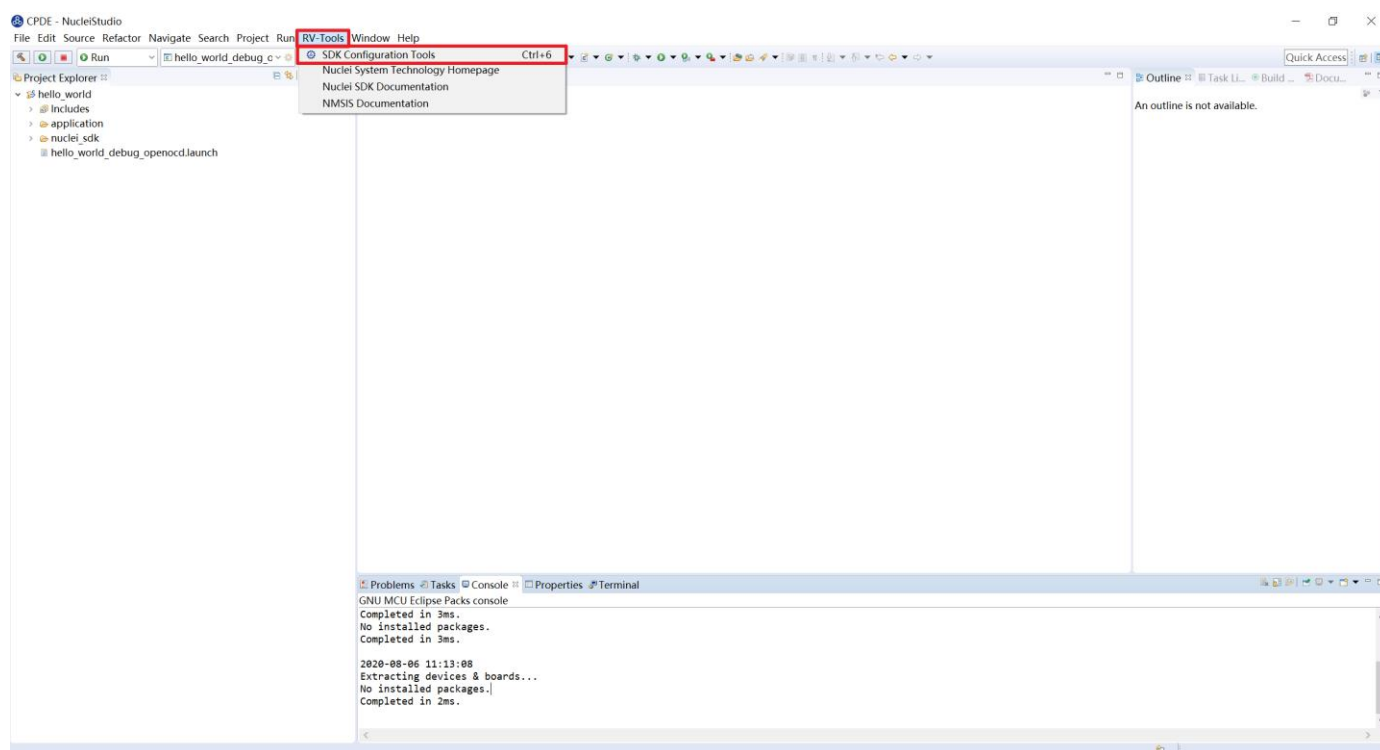 CPDE - NucleiStudio
File Edit Source Refactor Navigate Search Project Run RV-Tools Window Help
Run hello_world_debug_o Quick Access
SDK Configuration Tools Ctrl+6
Nuclei System Technology Homepage
Nuclei SDK Documentation
NMSIS Documentation
Project Explorer
hello_world
Includes
application
nuclei_sdk
hello_world_debug_openocd.launch
Outline Task Li... Build ... Docu...
An outline is not available.
Problems Tasks Console Properties Terminal
GNU MCU Eclipse Packs console
Completed in 3ms.
No installed packages.
Completed in 3ms.
2020-08-06 11:13:08
Extracting devices & boards...
No installed packages.
Completed in 2ms.